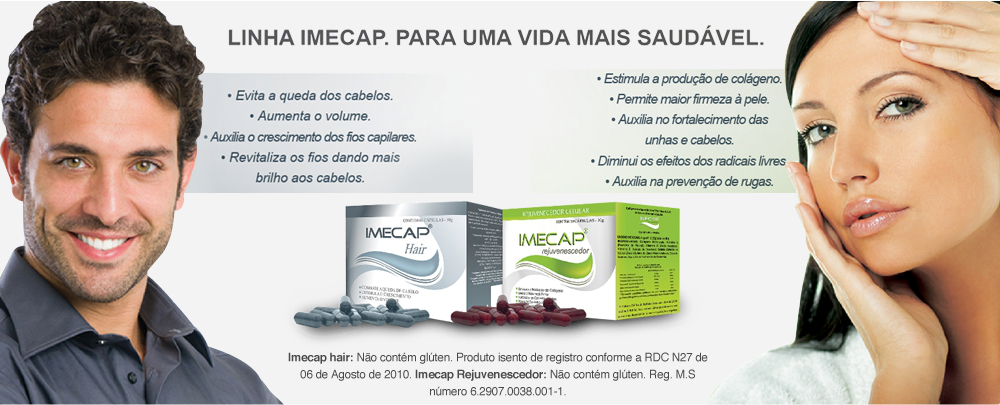 LINHA IMECAP. PARA UMA VIDA MAIS SAUDÁVEL.
• Evita a queda dos cabelos.
• Aumenta o volume.
• Auxilia o crescimento dos fios capilares.
• Revitaliza os fios dando mais
brilho aos cabelos.
• Estimula a produção de colágeno.
• Permite maior firmeza à pele.
• Auxilia no fortalecimento das
unhas e cabelos.
• Diminui os efeitos dos radicais livres
• Auxilia na prevenção de rugas.
IMECAP®
Hair
REJUVENESCEDOR CELULAR
IMECAP®
rejuvenescedor
Imecap hair: Não contém glúten. Produto isento de registro conforme a RDC N27 de
06 de Agosto de 2010. Imecap Rejuvenescedor: Não contém glúten. Reg. M.S
número 6.2907.0038.001-1.